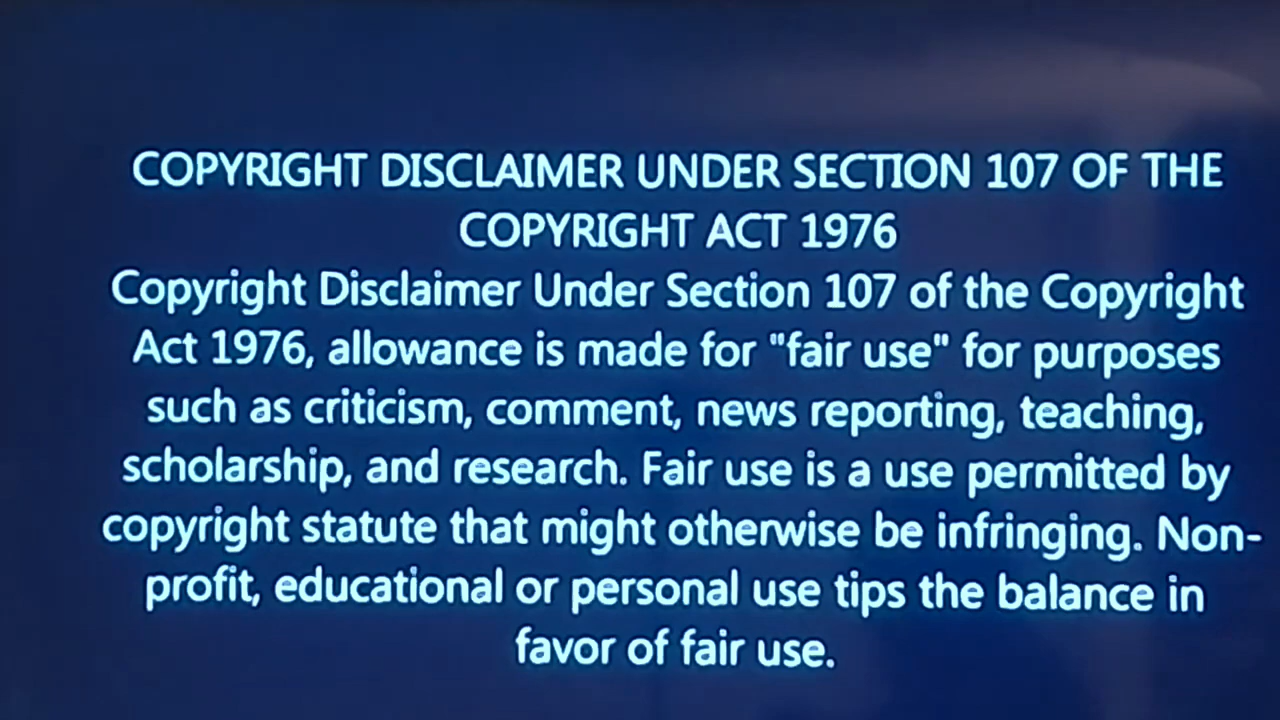 COPYRIGHT DISCLAIMER UNDER SECTION 107 OF THE
COPYRIGHT ACT 1976
Copyright Disclaimer Under Section 107 of the Copyright
Act 1976, allowance is made for "fair use" for purposes
such as criticism, comment, news reporting, teaching,
scholarship, and research. Fair use is a use permitted by
copyright statute that might otherwise be infringing. Non-
profit, educational or personal use tips the balance in
favor of fair use.